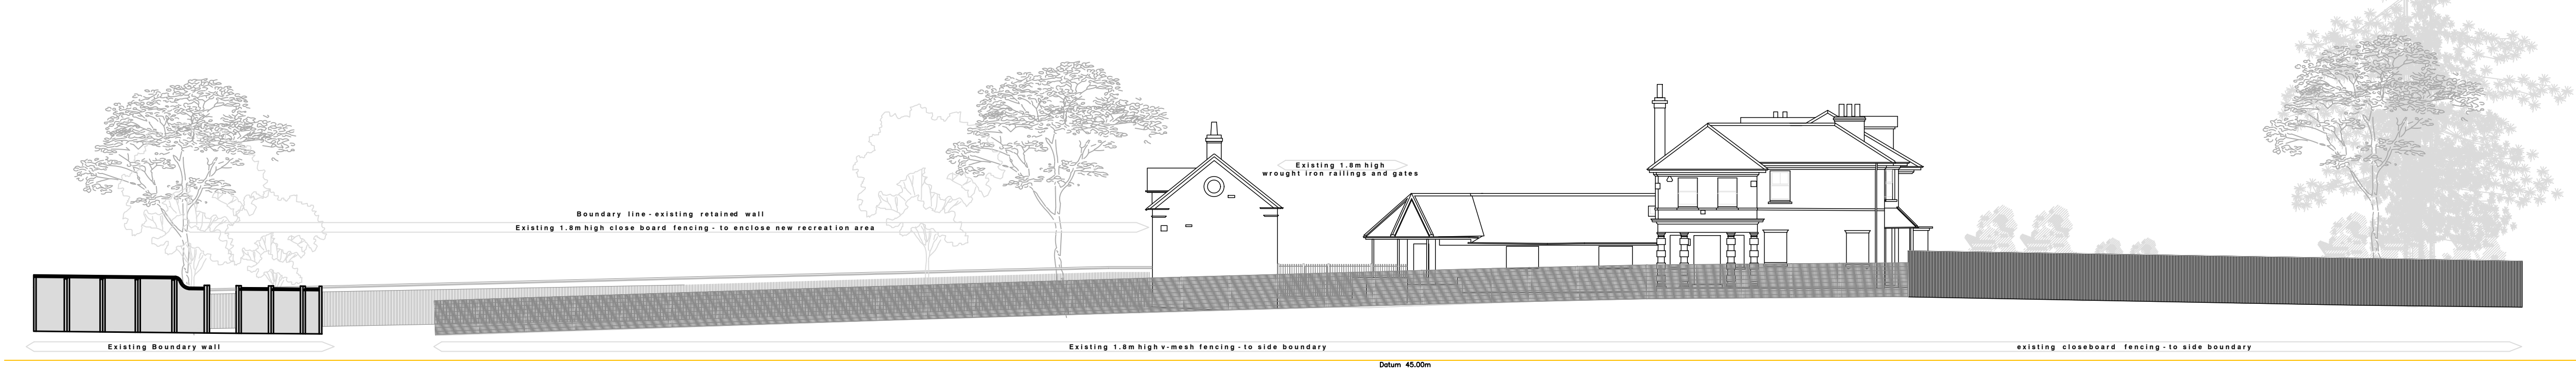 Existing 1.8m high
wrought iron railings and gates
Boundary line - existing retained wall
Existing 1.8m high close board fencing - to enclose new recreation area
Existing Boundary wall
Existing 1.8m high v-mesh fencing - to side boundary
existing closeboard fencing - to side boundary
Datum 45.00m